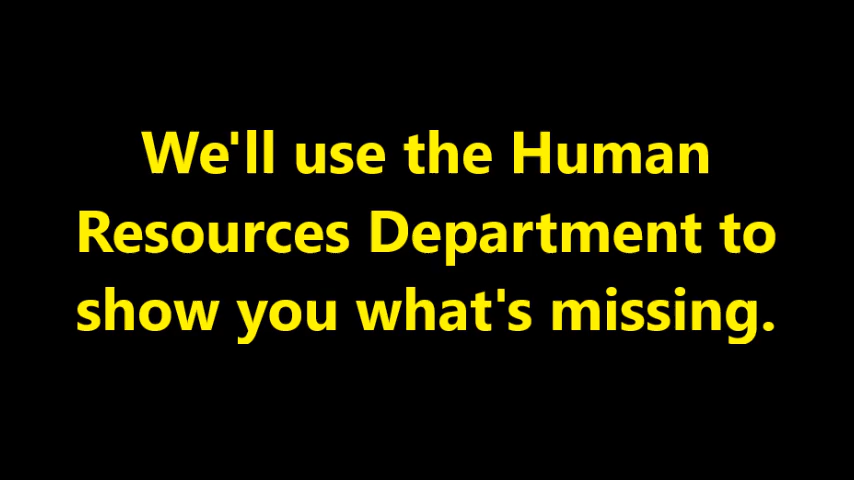 We'll use the Human
Resources Department to
show you what's missing.